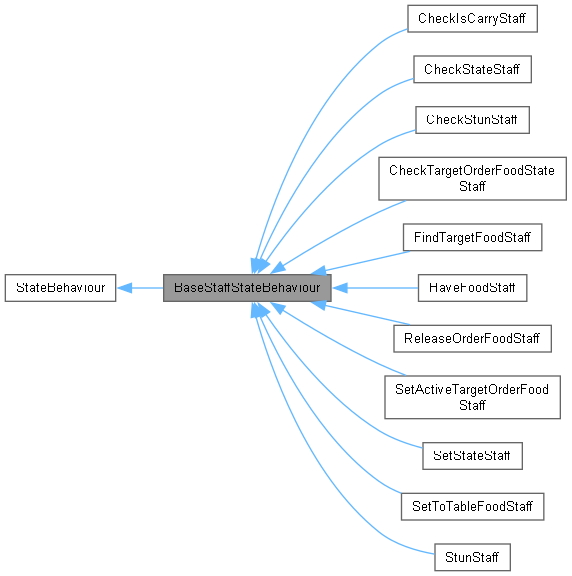 CheckIsCarryStaff
CheckStateStaff
CheckStunStaff
CheckTargetOrderFoodState
Staff
FindTargetFoodStaff
StateBehaviour
BaseStaffStateBehaviour
HaveFoodStaff
ReleaseOrderFoodStaff
SetActiveTargetOrderFood
Staff
SetStateStaff
SetToTableFoodStaff
StunStaff